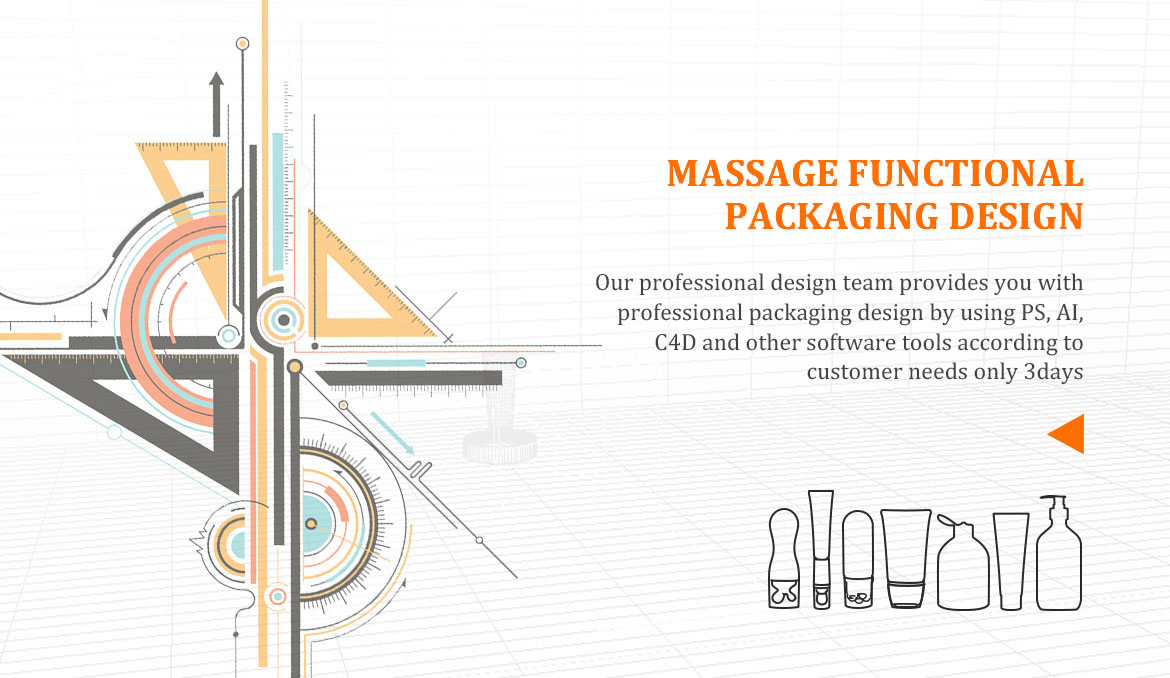 MASSAGE FUNCTIONAL
PACKAGING DESIGN
Our professional design team provides you with
professional packaging design by using PS, AI,
C4D and other software tools according to
customer needs only 3days